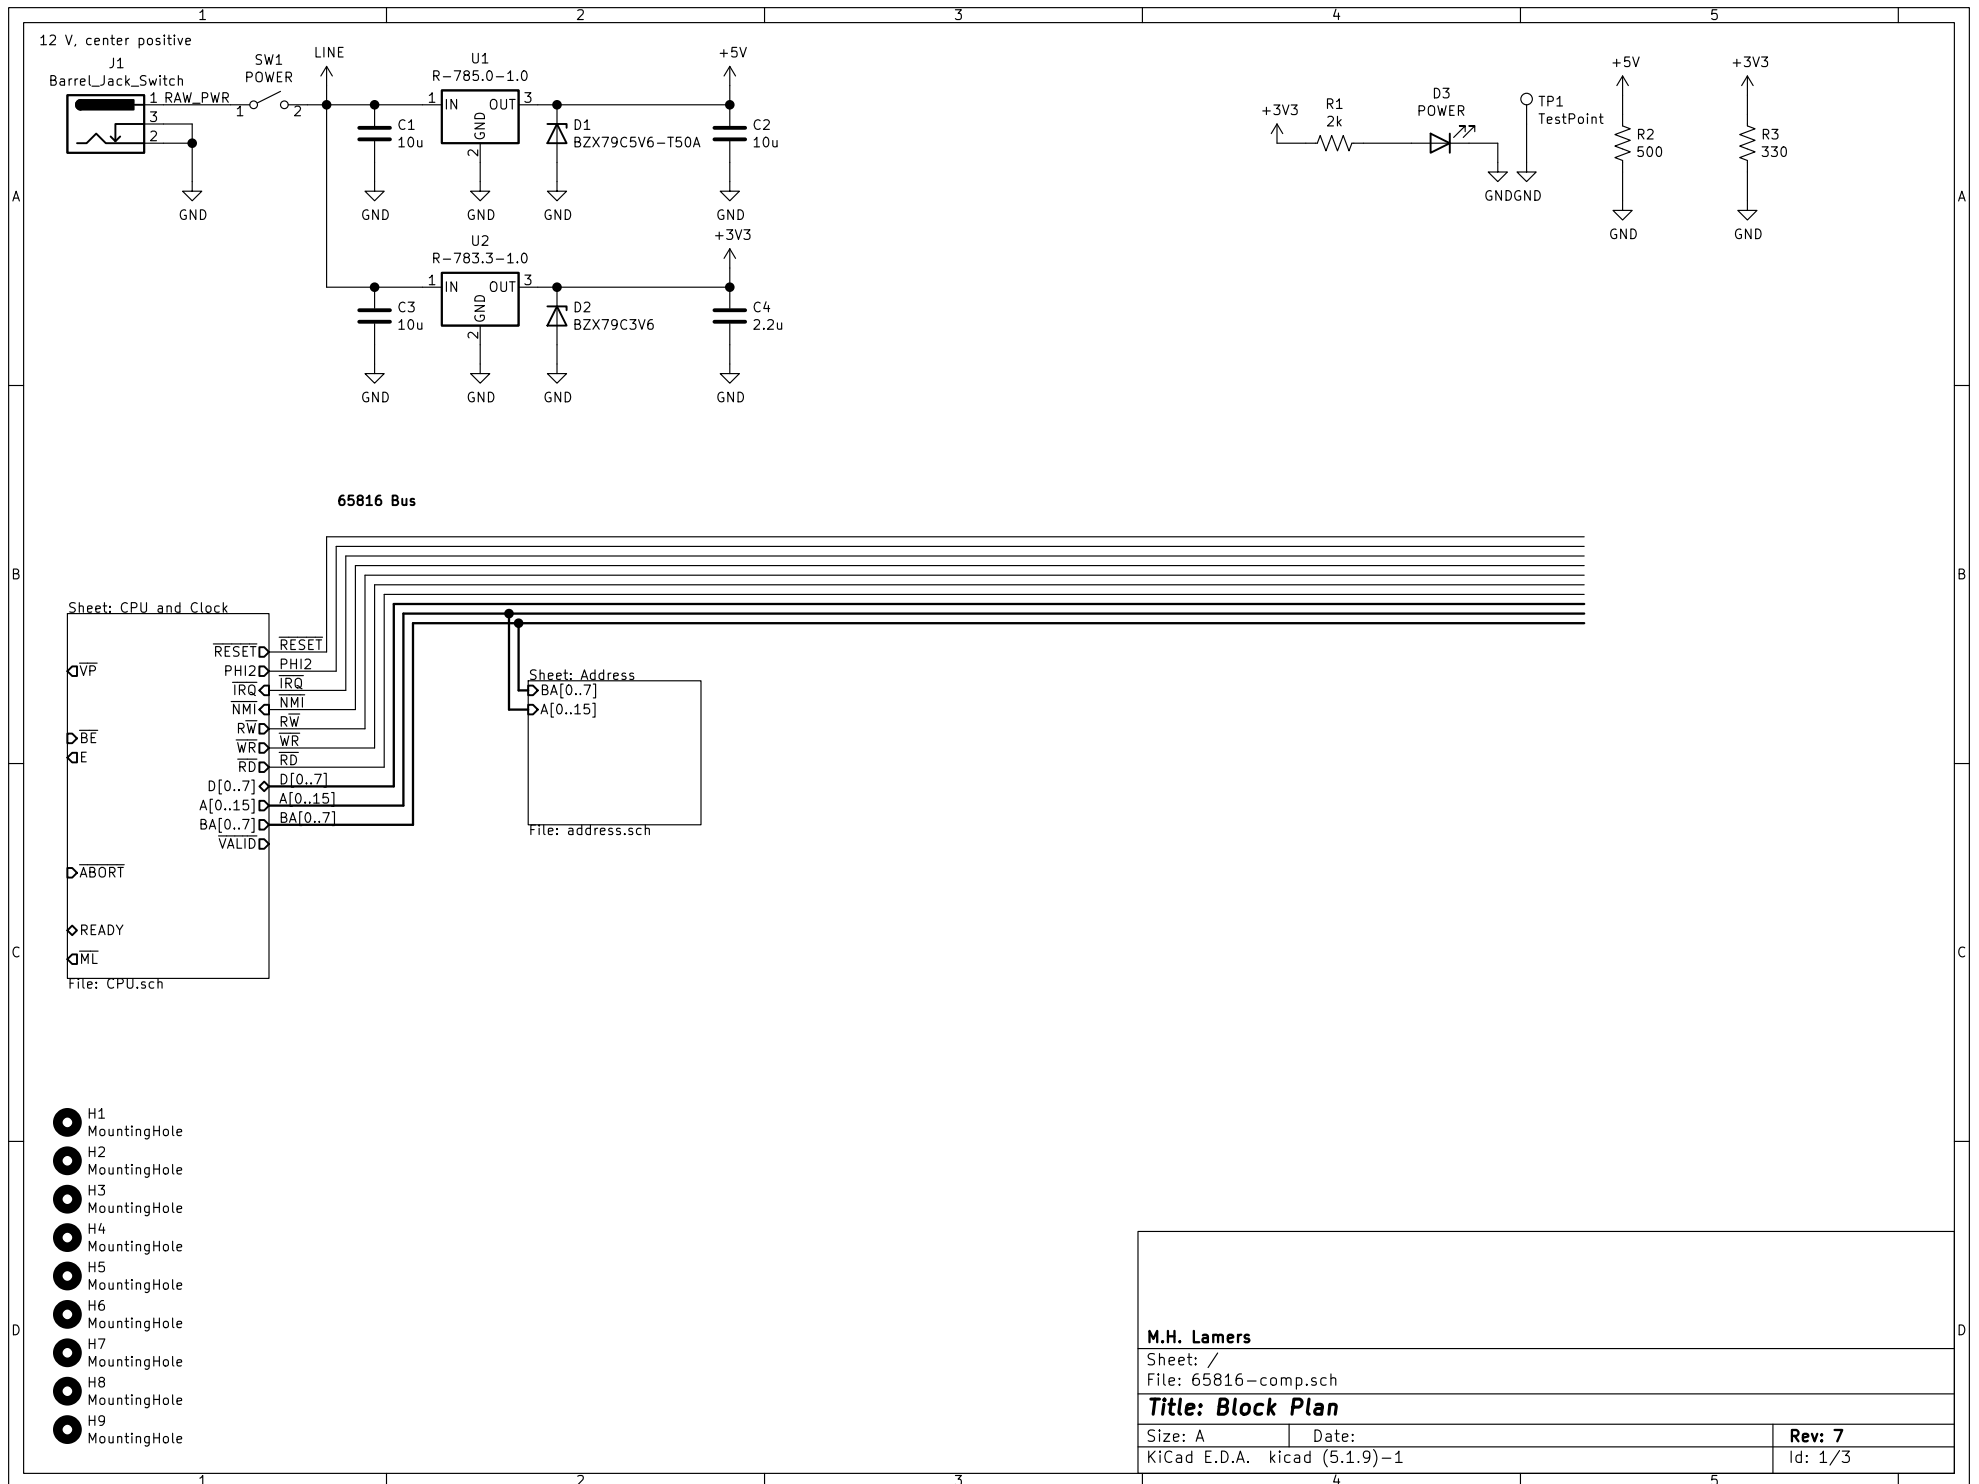 1 2 3 4 5
12 V, center positive
J1
Barrel_Jack_Switch
1 RAW_PWR
3
2
GND
SW1
POWER
1 2
LINE
C1
10u
GND
U1
R-785.0-1.0
1 IN OUT 3
GND
2
GND
D1
BZX79C5V6-T50A
GND
+5V
C2
10u
GND
U2
R-783.3-1.0
1 IN OUT 3
GND
2
GND
C3
10u
GND
D2
BZX79C3V6
GND
+3V3
C4
2.2u
GND
+3V3
R1
2k
D3
POWER
GND
TP1
TestPoint
GND
+5V
R2
500
GND
+3V3
R3
330
GND
A A
65816 Bus
B B
Sheet: CPU and Clock
RESET RESET
VP PHI2 PHI2
IRQ IRQ
NMI NMI
BE RW RW
E WR WR
RD RD
D[0..7] D[0..7]
A[0..15] A[0..15]
BA[0..7] BA[0..7]
VALID
ABORT
READY
ML
File: CPU.sch
Sheet: Address
BA[0..7]
A[0..15]
File: address.sch
C C
H1
MountingHole
H2
MountingHole
H3
MountingHole
H4
MountingHole
H5
MountingHole
H6
MountingHole
H7
MountingHole
H8
MountingHole
H9
MountingHole
D D
M.H. Lamers
Sheet: /
File: 65816-comp.sch
Title: Block Plan
Size: A Date: Rev: 7
KiCad E.D.A. kicad (5.1.9)-1 Id: 1/3
1 2 3 4 5